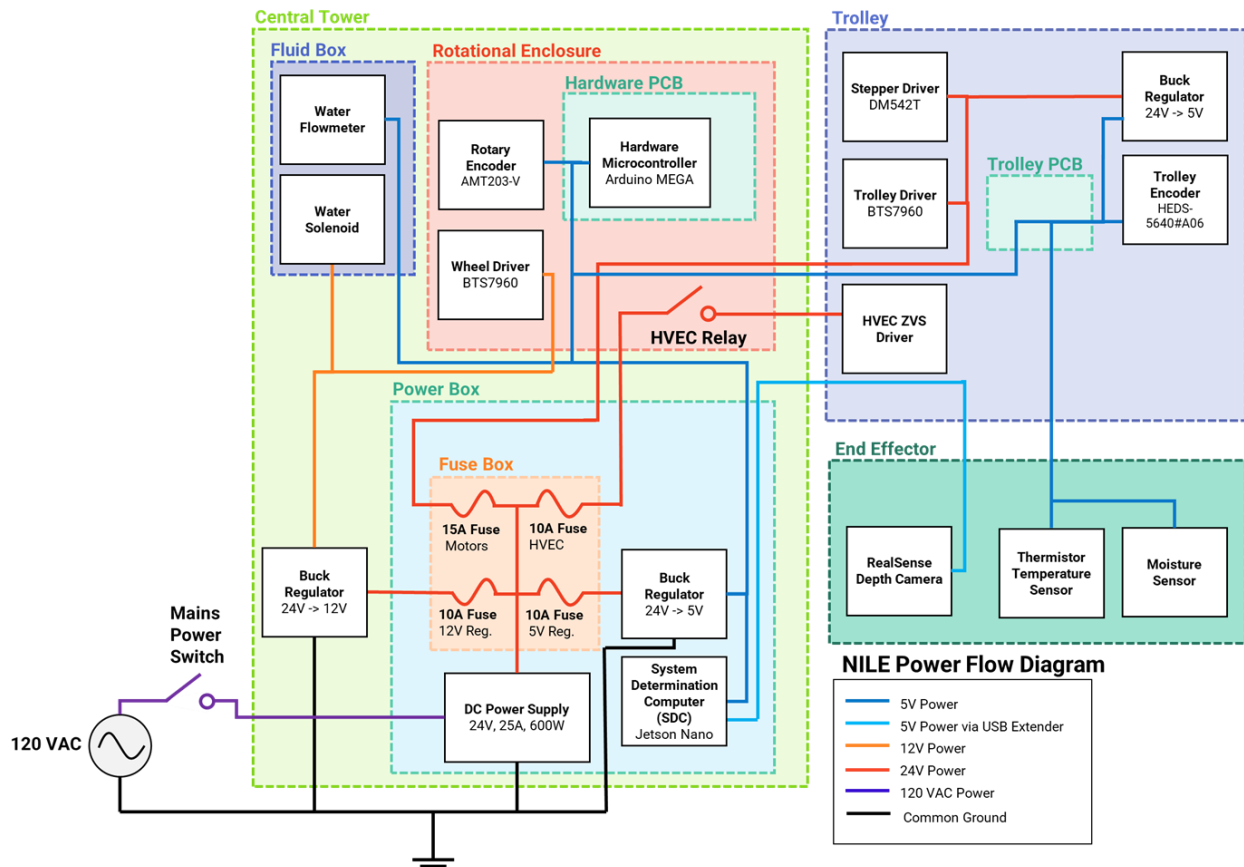 Central Tower
Trolley
Fluid Box
Rotational Enclosure
Hardware PCB
Water
Flowmeter
Water
Solenoid
Rotary
Encoder
AMT203-V
Hardware
Microcontroller
Arduino MEGA
Wheel Driver
BTS7960
HVEC Relay
Stepper Driver
DM542T
Buck
Regulator
24V -> 5V
Trolley PCB
Trolley Driver
BTS7960
Trolley
Encoder
HEDS-
5640#A06
HVEC ZVS
Driver
Power Box
Fuse Box
15A Fuse
Motors
10A Fuse
HVEC
10A Fuse
12V Reg.
10A Fuse
5V Reg.
Buck
Regulator
24V -> 12V
Buck
Regulator
24V -> 5V
System
Determination
Computer
(SDC)
Jetson Nano
DC Power Supply
24V, 25A, 600W
Mains
Power
Switch
120 VAC
End Effector
RealSense
Depth Camera
Thermistor
Temperature
Sensor
Moisture
Sensor
NILE Power Flow Diagram
5V Power
5V Power via USB Extender
12V Power
24V Power
120 VAC Power
Common Ground